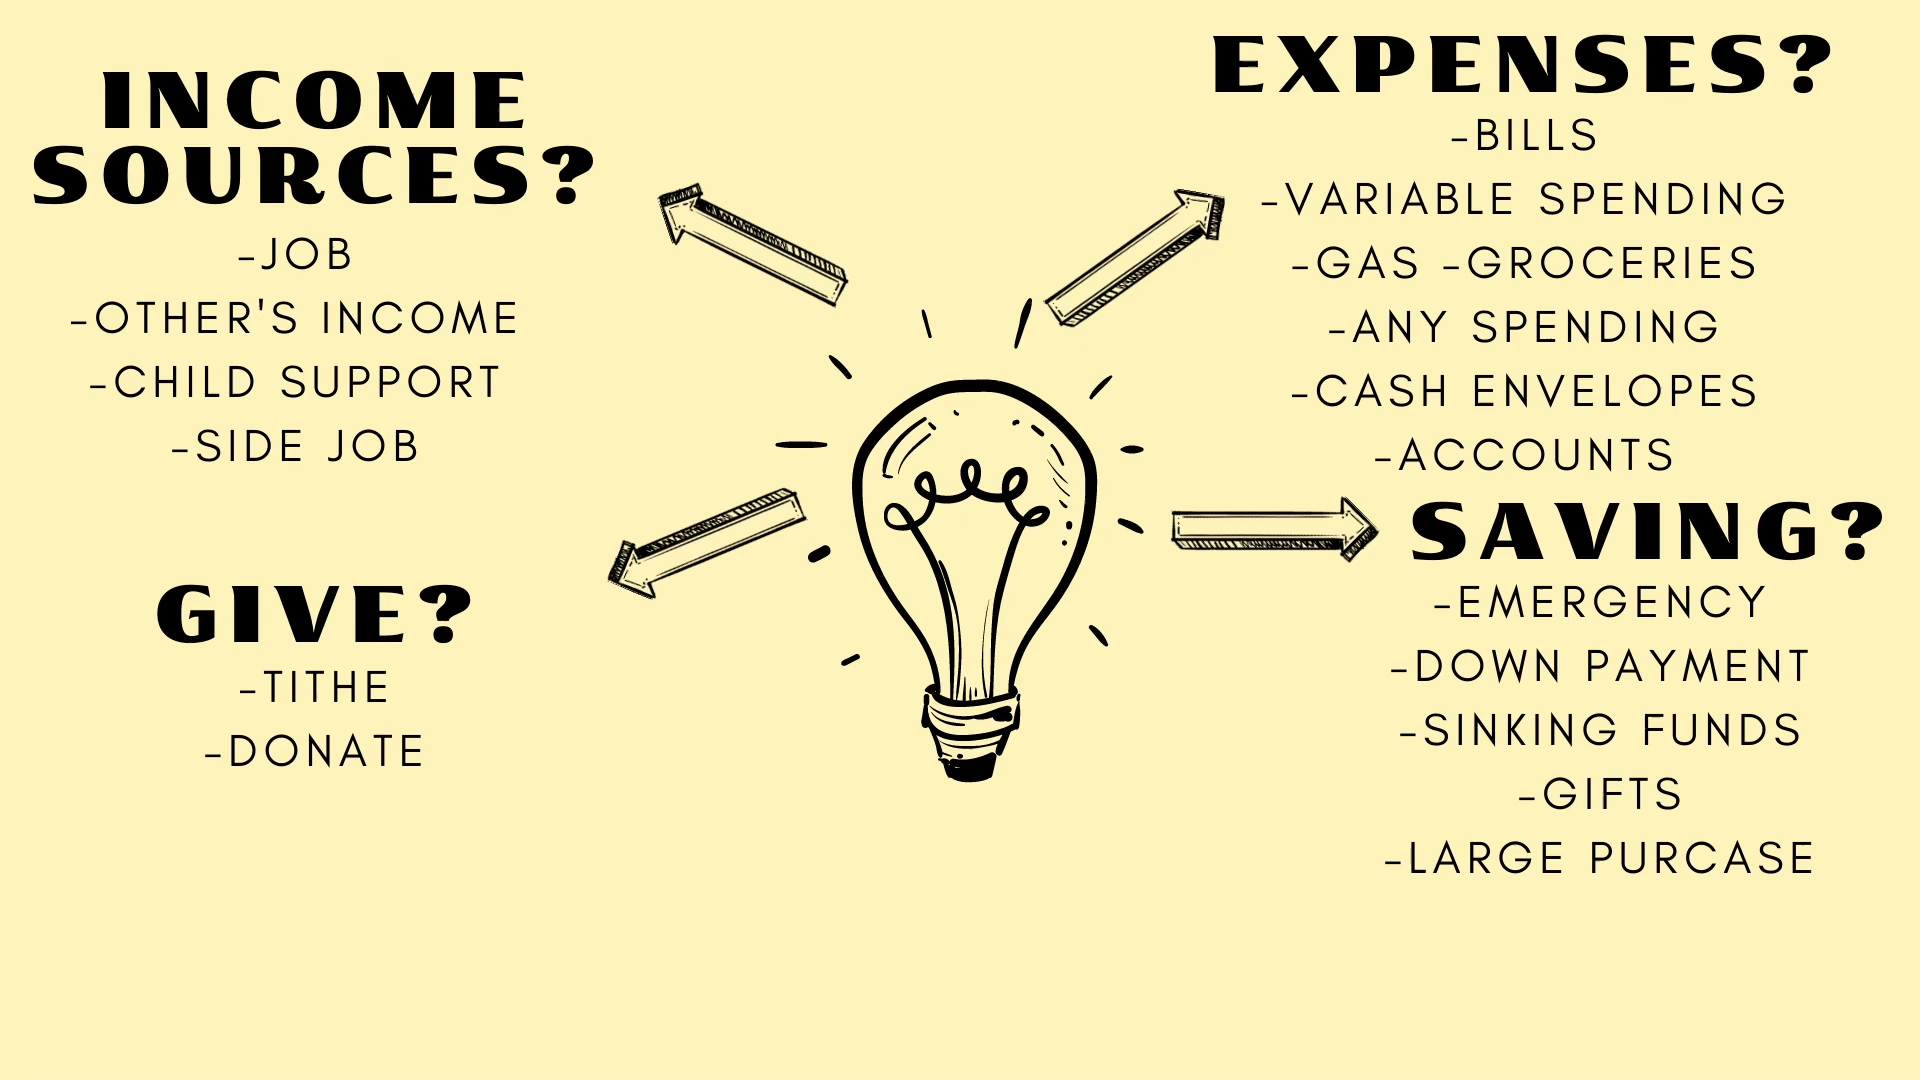 INCOME
SOURCES?
-JOB
-OTHER'S INCOME
-CHILD SUPPORT
-SIDE JOB
GIVE?
-TITHE
-DONATE
EXPENSES?
-BILLS
-VARIABLE SPENDING
-GAS -GROCERIES
-ANY SPENDING
-CASH ENVELOPES
-ACCOUNTS
SAVING?
-EMERGENCY
-DOWN PAYMENT
-SINKING FUNDS
-GIFTS
-LARGE PURCASE